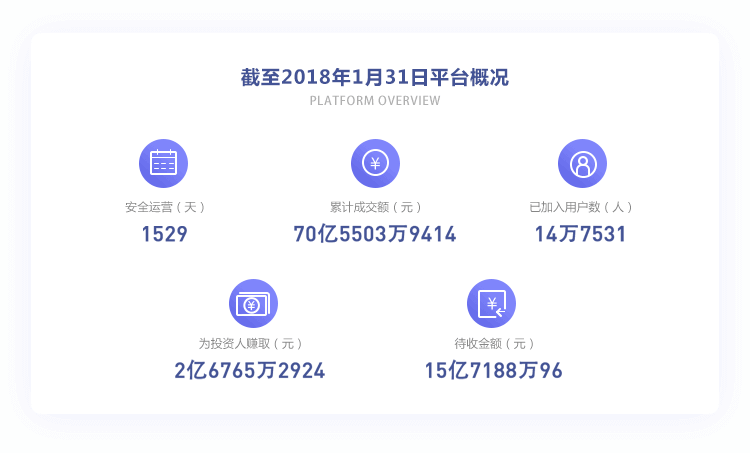 截至2018年1月31日平台概况
PLATFORM OVERVIEW
安全运营（天）
1529
累计成交额（元）
70亿5503万9414
已加入用户数（人）
14万7531
为投资人赚取（元）
2亿6765万2924
待收金额（元）
15亿7188万96